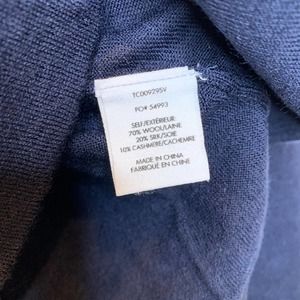 TC00929SV
PO# 54993
SELF/EXTÉRIEUR:
70% WOOL/LAINE
20% SILK/SOIE
10% CASHMERE/CACHEMIRE
MADE IN CHINA
FABRIQUÉ EN CHINE